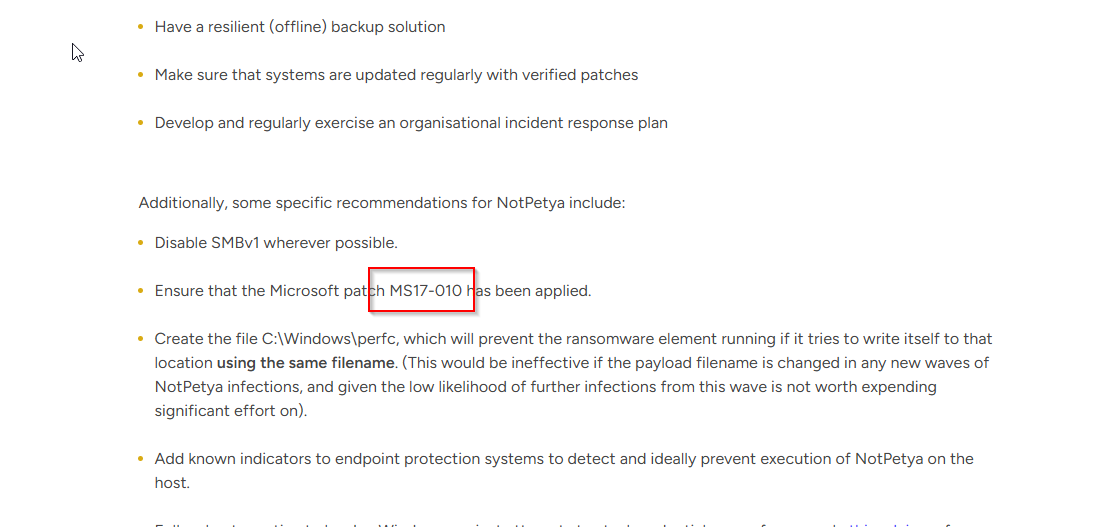 Have a resilient (offline) backup solution
Make sure that systems are updated regularly with verified patches
Develop and regularly exercise an organisational incident response plan
Additionally, some specific recommendations for NotPetya include:
Disable SMBv1 wherever possible.
Ensure that the Microsoft patch MS17-010 has been applied.
Create the file C:\Windows\perfc, which will prevent the ransomware element running if it tries to write itself to that
location using the same filename. (This would be ineffective if the payload filename is changed in any new waves of
NotPetya infections, and given the low likelihood of further infections from this wave is not worth expending
significant effort on).
Add known indicators to endpoint protection systems to detect and ideally prevent execution of NotPetya on the
host.